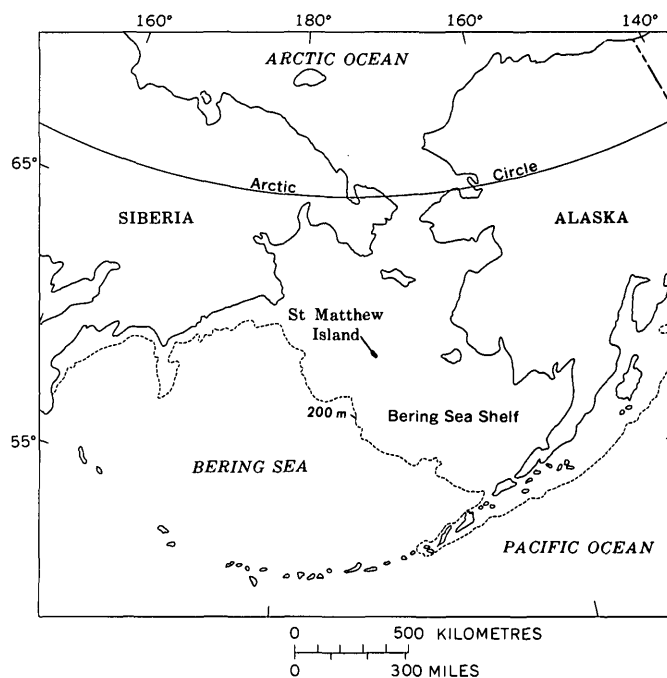 160° 180° 160° 140°
ARCTIC OCEAN
65°
Arctic Circle
SIBERIA ALASKA
St Matthew
Island
200 m
Bering Sea Shelf
55°
BERING SEA
PACIFIC OCEAN
0 500 KILOMETRES
0 300 MILES